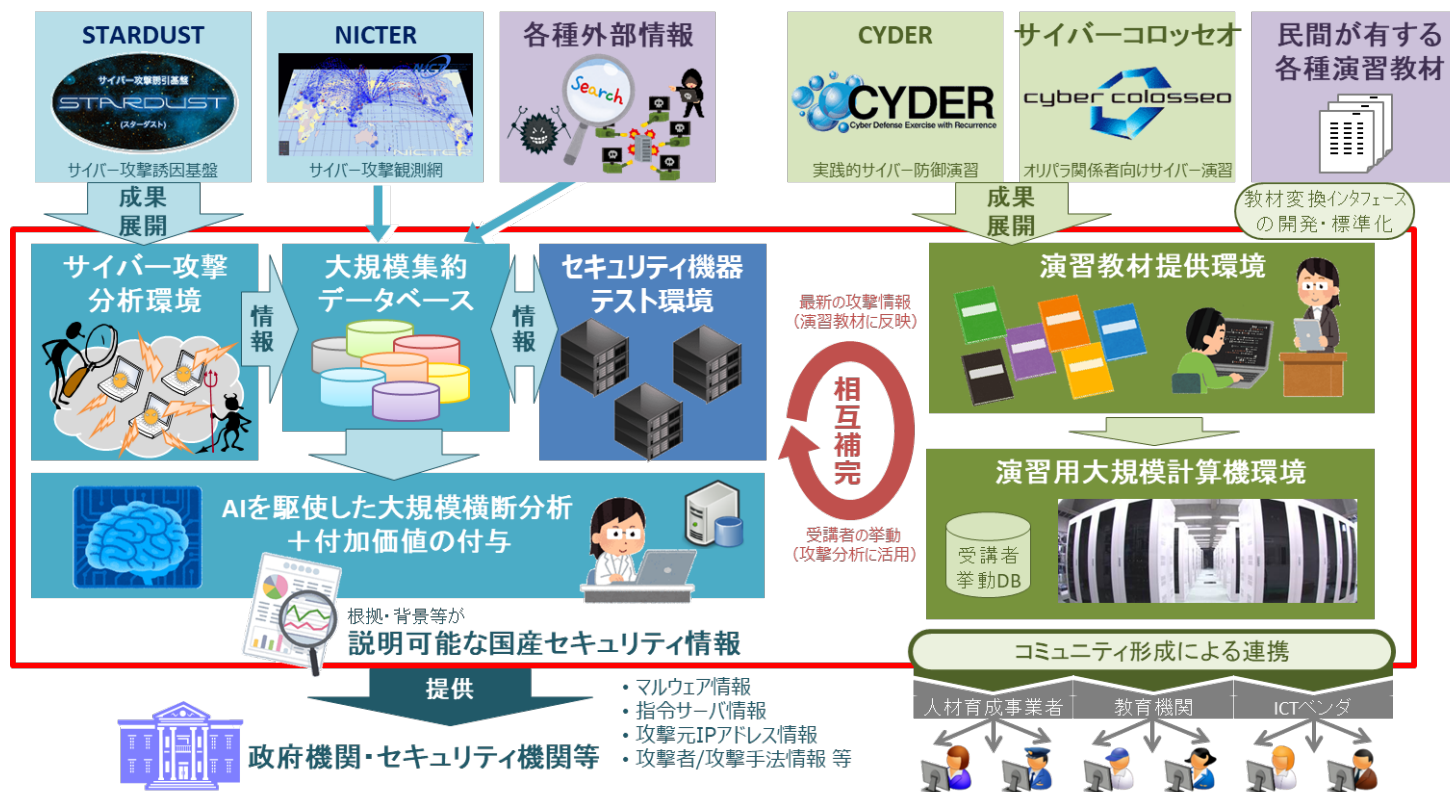 STARDUST
サイバー攻撃誘引基盤
STARDUST
(スターダスト)
サイバー攻撃誘因基盤
NICTER
NICT
NICTER
サイバー攻撃観測網
各種外部情報
Search
CYDER
CYDER
Cyber Defense Exercise with Recurrence
実践的サイバー防御演習
サイバーコロッセオ
cyber colosseo
オリパラ関係者向けサイバー演習
民間が有する
各種演習教材
成果
展開
成果
展開
教材変換インタフェース
の開発・標準化
サイバー攻撃
分析環境
情報
大規模集約
データベース
情報
セキュリティ機器
テスト環境
最新の攻撃情報
(演習教材に反映)
相互補完
受講者の挙動
(攻撃分析に活用)
演習教材提供環境
演習用大規模計算機環境
受講者
挙動DB
AIを駆使した大規模横断分析
＋付加価値の付与
根拠・背景等が
説明可能な国産セキュリティ情報
提供
政府機関・セキュリティ機関等
・マルウェア情報
・指令サーバ情報
・攻撃元IPアドレス情報
・攻撃者/攻撃手法情報 等
コミュニティ形成による連携
人材育成事業者
教育機関
ICTベンダ